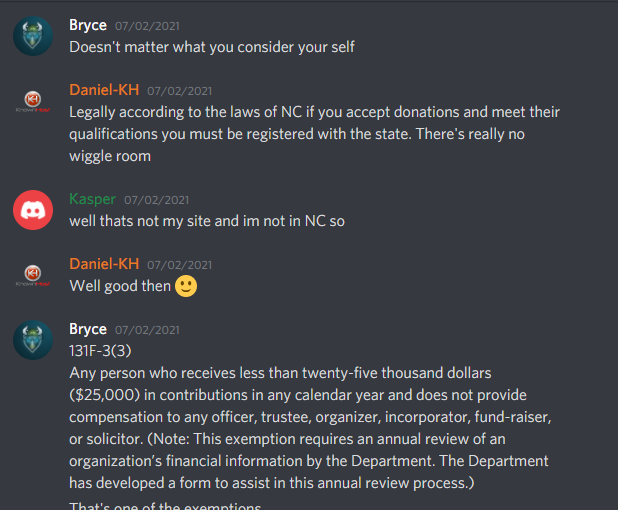 Bryce 07/02/2021
Doesn't matter what you consider your self
Daniel-KH 07/02/2021
Legally according to the laws of NC if you accept donations and meet their
qualifications you must be registered with the state. There's really no
wiggle room
Kasper 07/02/2021
well thats not my site and im not in NC so
Daniel-KH 07/02/2021
Well good then 🙂
Bryce 07/02/2021
131F-3(3)
Any person who receives less than twenty-five thousand dollars
($25,000) in contributions in any calendar year and does not provide
compensation to any officer, trustee, organizer, incorporator, fund-raiser,
or solicitor. (Note: This exemption requires an annual review of an
organization's financial information by the Department. The Department
has developed a form to assist in this annual review process.)
That's one of the exemptions